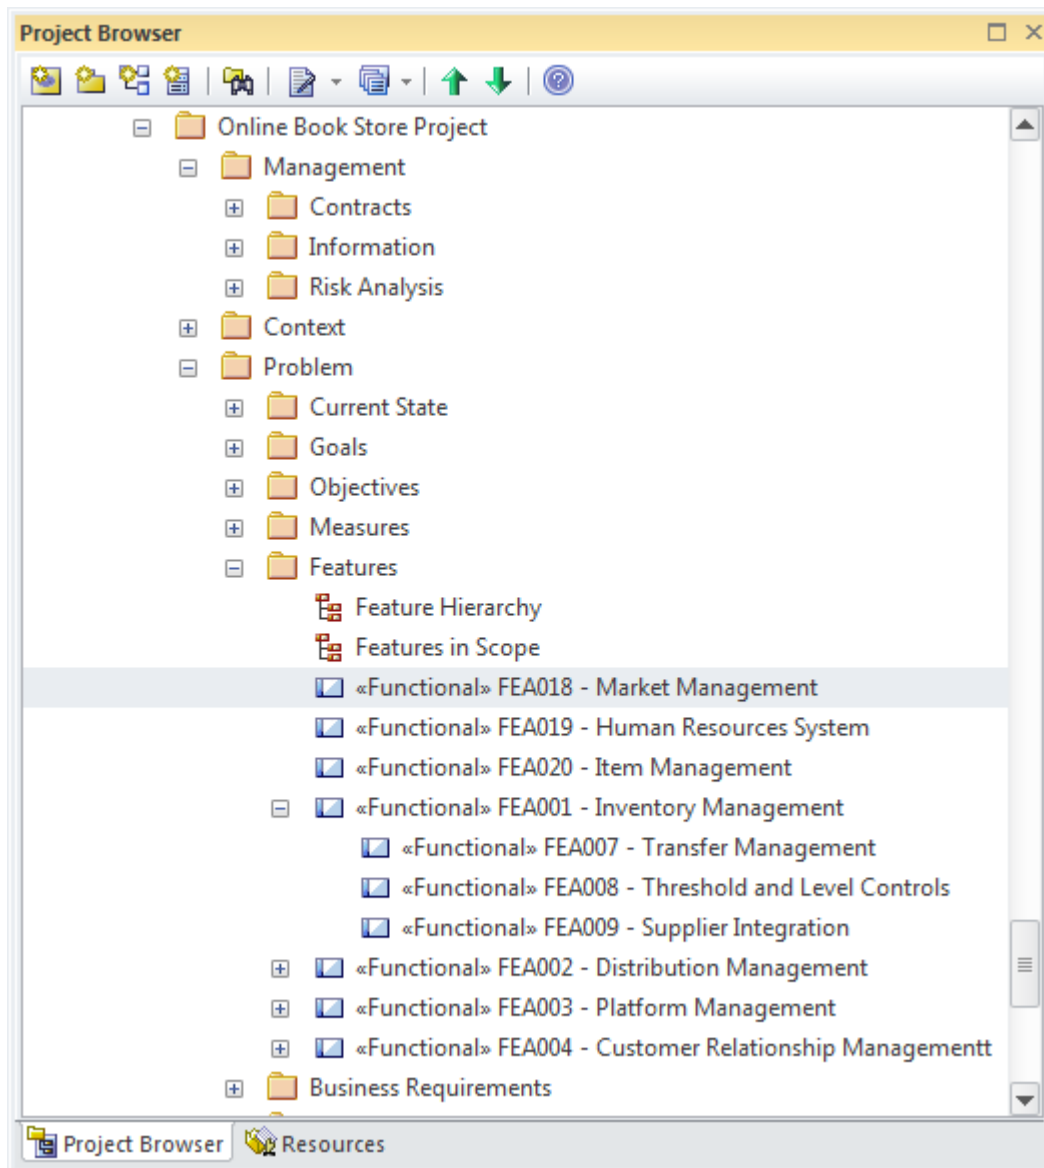 Project Browser
Online Book Store Project
Management
Contracts
Information
Risk Analysis
Context
Problem
Current State
Goals
Objectives
Measures
Features
Feature Hierarchy
Features in Scope
«Functional» FEA018 - Market Management
«Functional» FEA019 - Human Resources System
«Functional» FEA020 - Item Management
«Functional» FEA001 - Inventory Management
«Functional» FEA007 - Transfer Management
«Functional» FEA008 - Threshold and Level Controls
«Functional» FEA009 - Supplier Integration
«Functional» FEA002 - Distribution Management
«Functional» FEA003 - Platform Management
«Functional» FEA004 - Customer Relationship Managementt
Business Requirements
Project Browser Resources